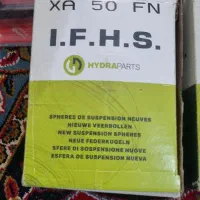 XA 50 FN
I.F.H.S.
HYDRAPARTS
SPHERES DE SUSPENSION NEUVES
NIEUWE VEERBOLLEN
NEW SUSPENSION SPHERES
NEUE FEDERKUGELN
SFERE DI SOSPENSIONE NUOVE
ESFERA DE SUSPENSION NUEVA